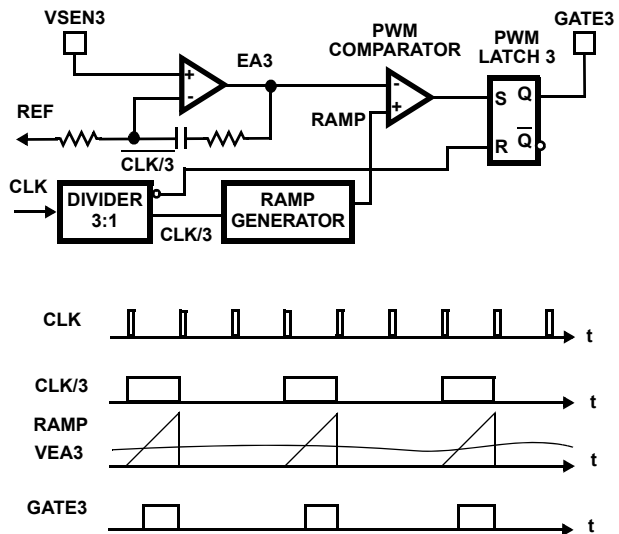 VSEN3
GATE3
PWM
COMPARATOR
PWM
LATCH 3
EA3
+
-
-
+
S Q
R Q
RAMP
REF
CLK/3
CLK
DIVIDER
3:1
RAMP
GENERATOR
CLK/3
CLK
t
CLK/3
t
RAMP
VEA3
t
GATE3
t